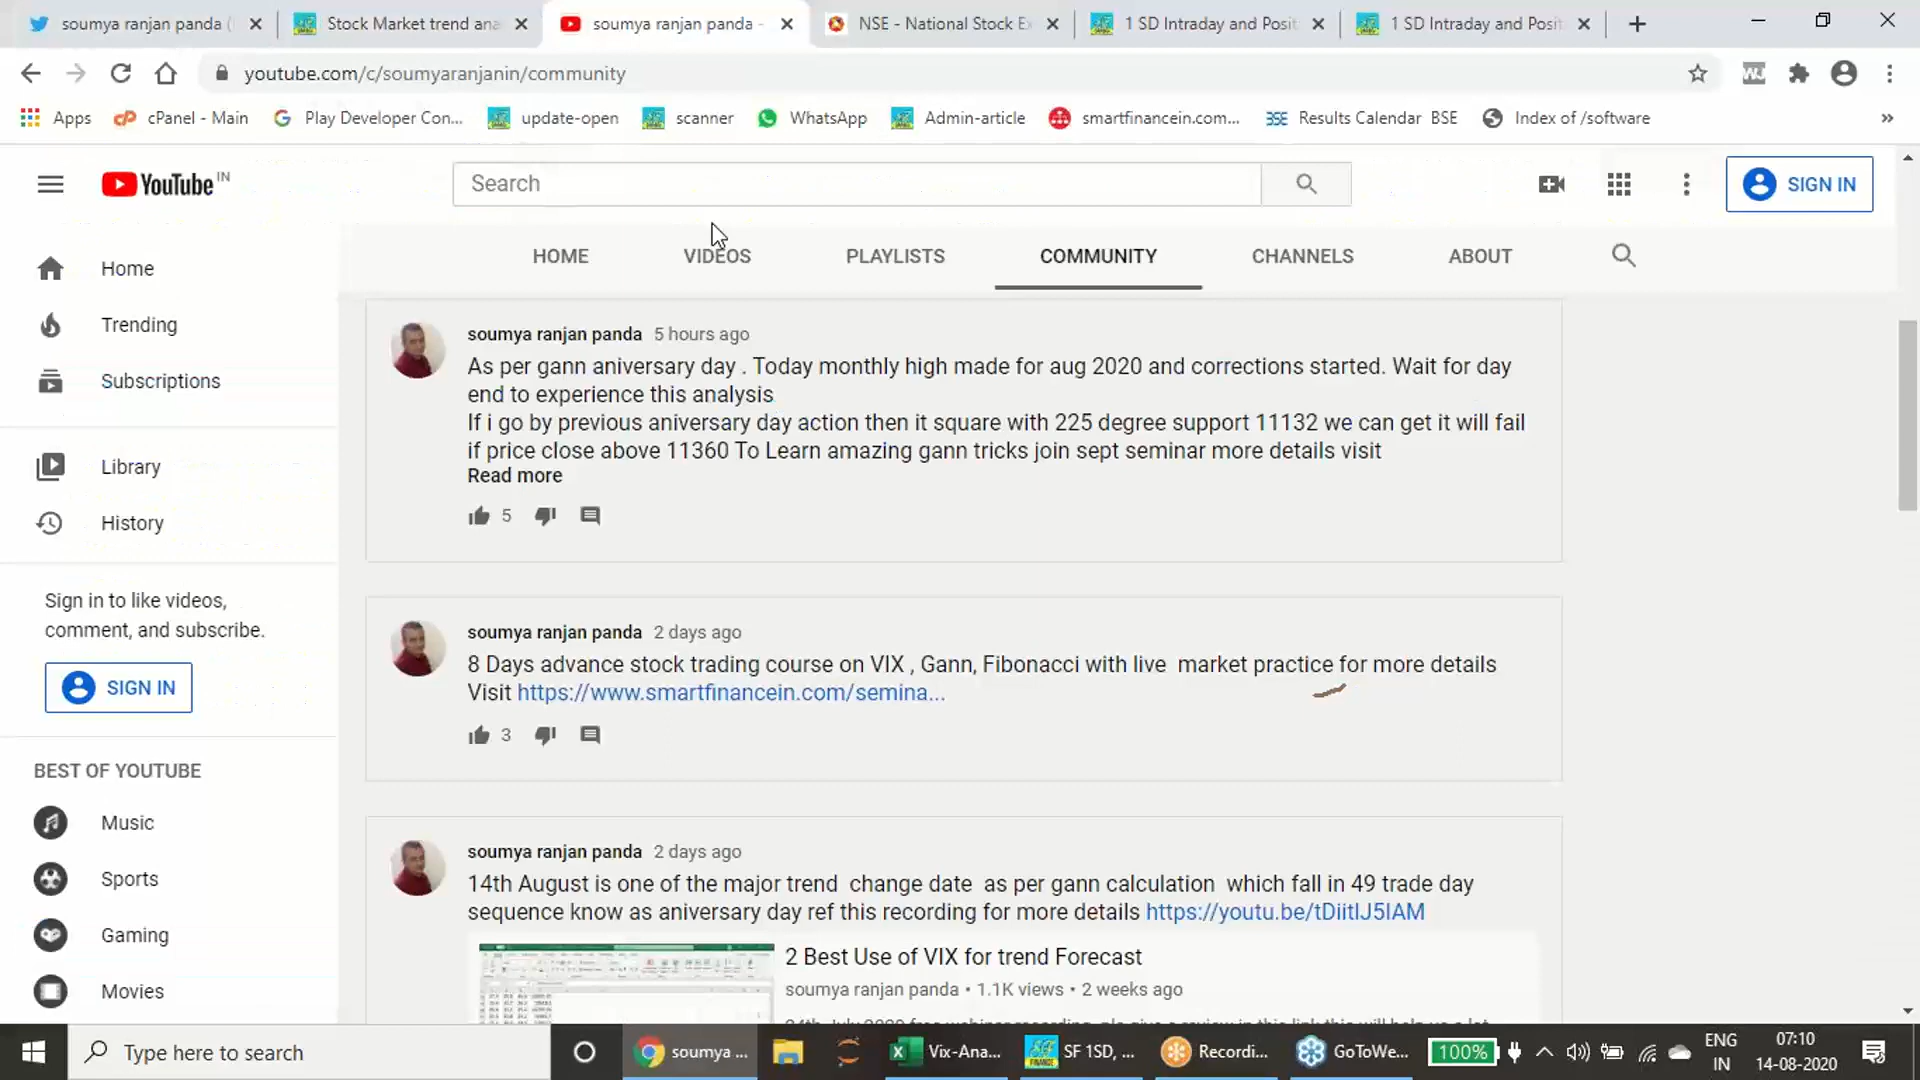 soumya ranjan panda (
Stock Market trend ana
soumya ranjan panda -
NSE - National Stock Ex
1 SD Intraday and Posit
1 SD Intraday and Posit
youtube.com/c/soumyaranjanin/community
Apps
cPanel - Main
Play Developer Con...
update-open
scanner
WhatsApp
Admin-article
smartfinancein.com...
Results Calendar BSE
Index of /software
»
YouTube IN
Search
SIGN IN
HOME
VIDEOS
PLAYLISTS
COMMUNITY
CHANNELS
ABOUT
Home
Trending
Subscriptions
Library
History
Sign in to like videos,
comment, and subscribe.
SIGN IN
BEST OF YOUTUBE
Music
Sports
Gaming
Movies
soumya ranjan panda 5 hours ago
As per gann aniversary day . Today monthly high made for aug 2020 and corrections started. Wait for day
end to experience this analysis
If i go by previous aniversary day action then it square with 225 degree support 11132 we can get it will fail
if price close above 11360 To Learn amazing gann tricks join sept seminar more details visit
Read more
5
soumya ranjan panda 2 days ago
8 Days advance stock trading course on VIX , Gann, Fibonacci with live market practice for more details
Visit https://www.smartfinancein.com/semina...
3
soumya ranjan panda 2 days ago
14th August is one of the major trend change date as per gann calculation which fall in 49 trade day
sequence know as aniversary day ref this recording for more details https://youtu.be/tDiitIJ5IAM
2 Best Use of VIX for trend Forecast
soumya ranjan panda • 1.1K views • 2 weeks ago
Type here to search
soumya ...
Vix-Ana...
SF 1SD, ...
Recordi...
GoToWe...
100%
ENG
IN
07:10
14-08-2020